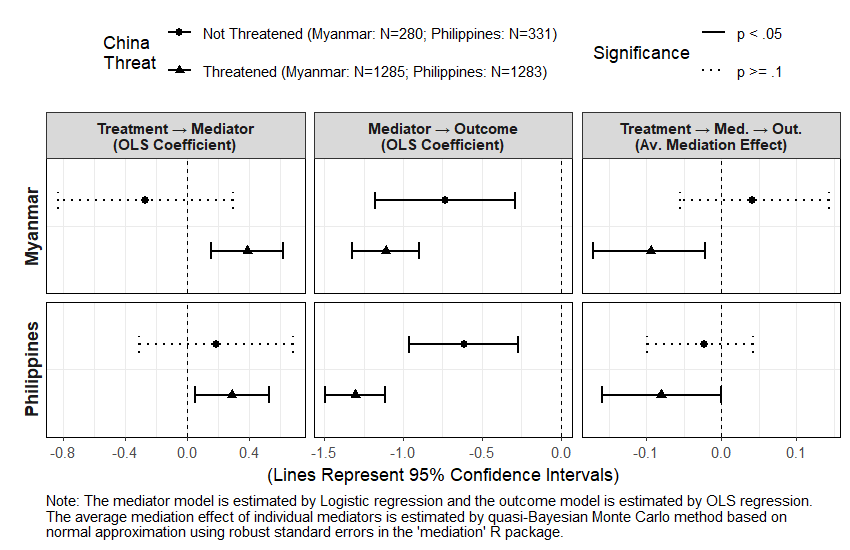 China
Threat
Not Threatened (Myanmar: N=280; Philippines: N=331)
Threatened (Myanmar: N=1285; Philippines: N=1283)
Significance
p < .05
p >= .1
Treatment → Mediator
(OLS Coefficient)
Mediator → Outcome
(OLS Coefficient)
Treatment → Med. → Out.
(Av. Mediation Effect)
Myanmar
Philippines
-0.8 -0.4 0.0 0.4
-1.5 -1.0 -0.5 0.0
-0.1 0.0 0.1
(Lines Represent 95% Confidence Intervals)
Note: The mediator model is estimated by Logistic regression and the outcome model is estimated by OLS regression.
The average mediation effect of individual mediators is estimated by quasi-Bayesian Monte Carlo method based on
normal approximation using robust standard errors in the 'mediation' R package.